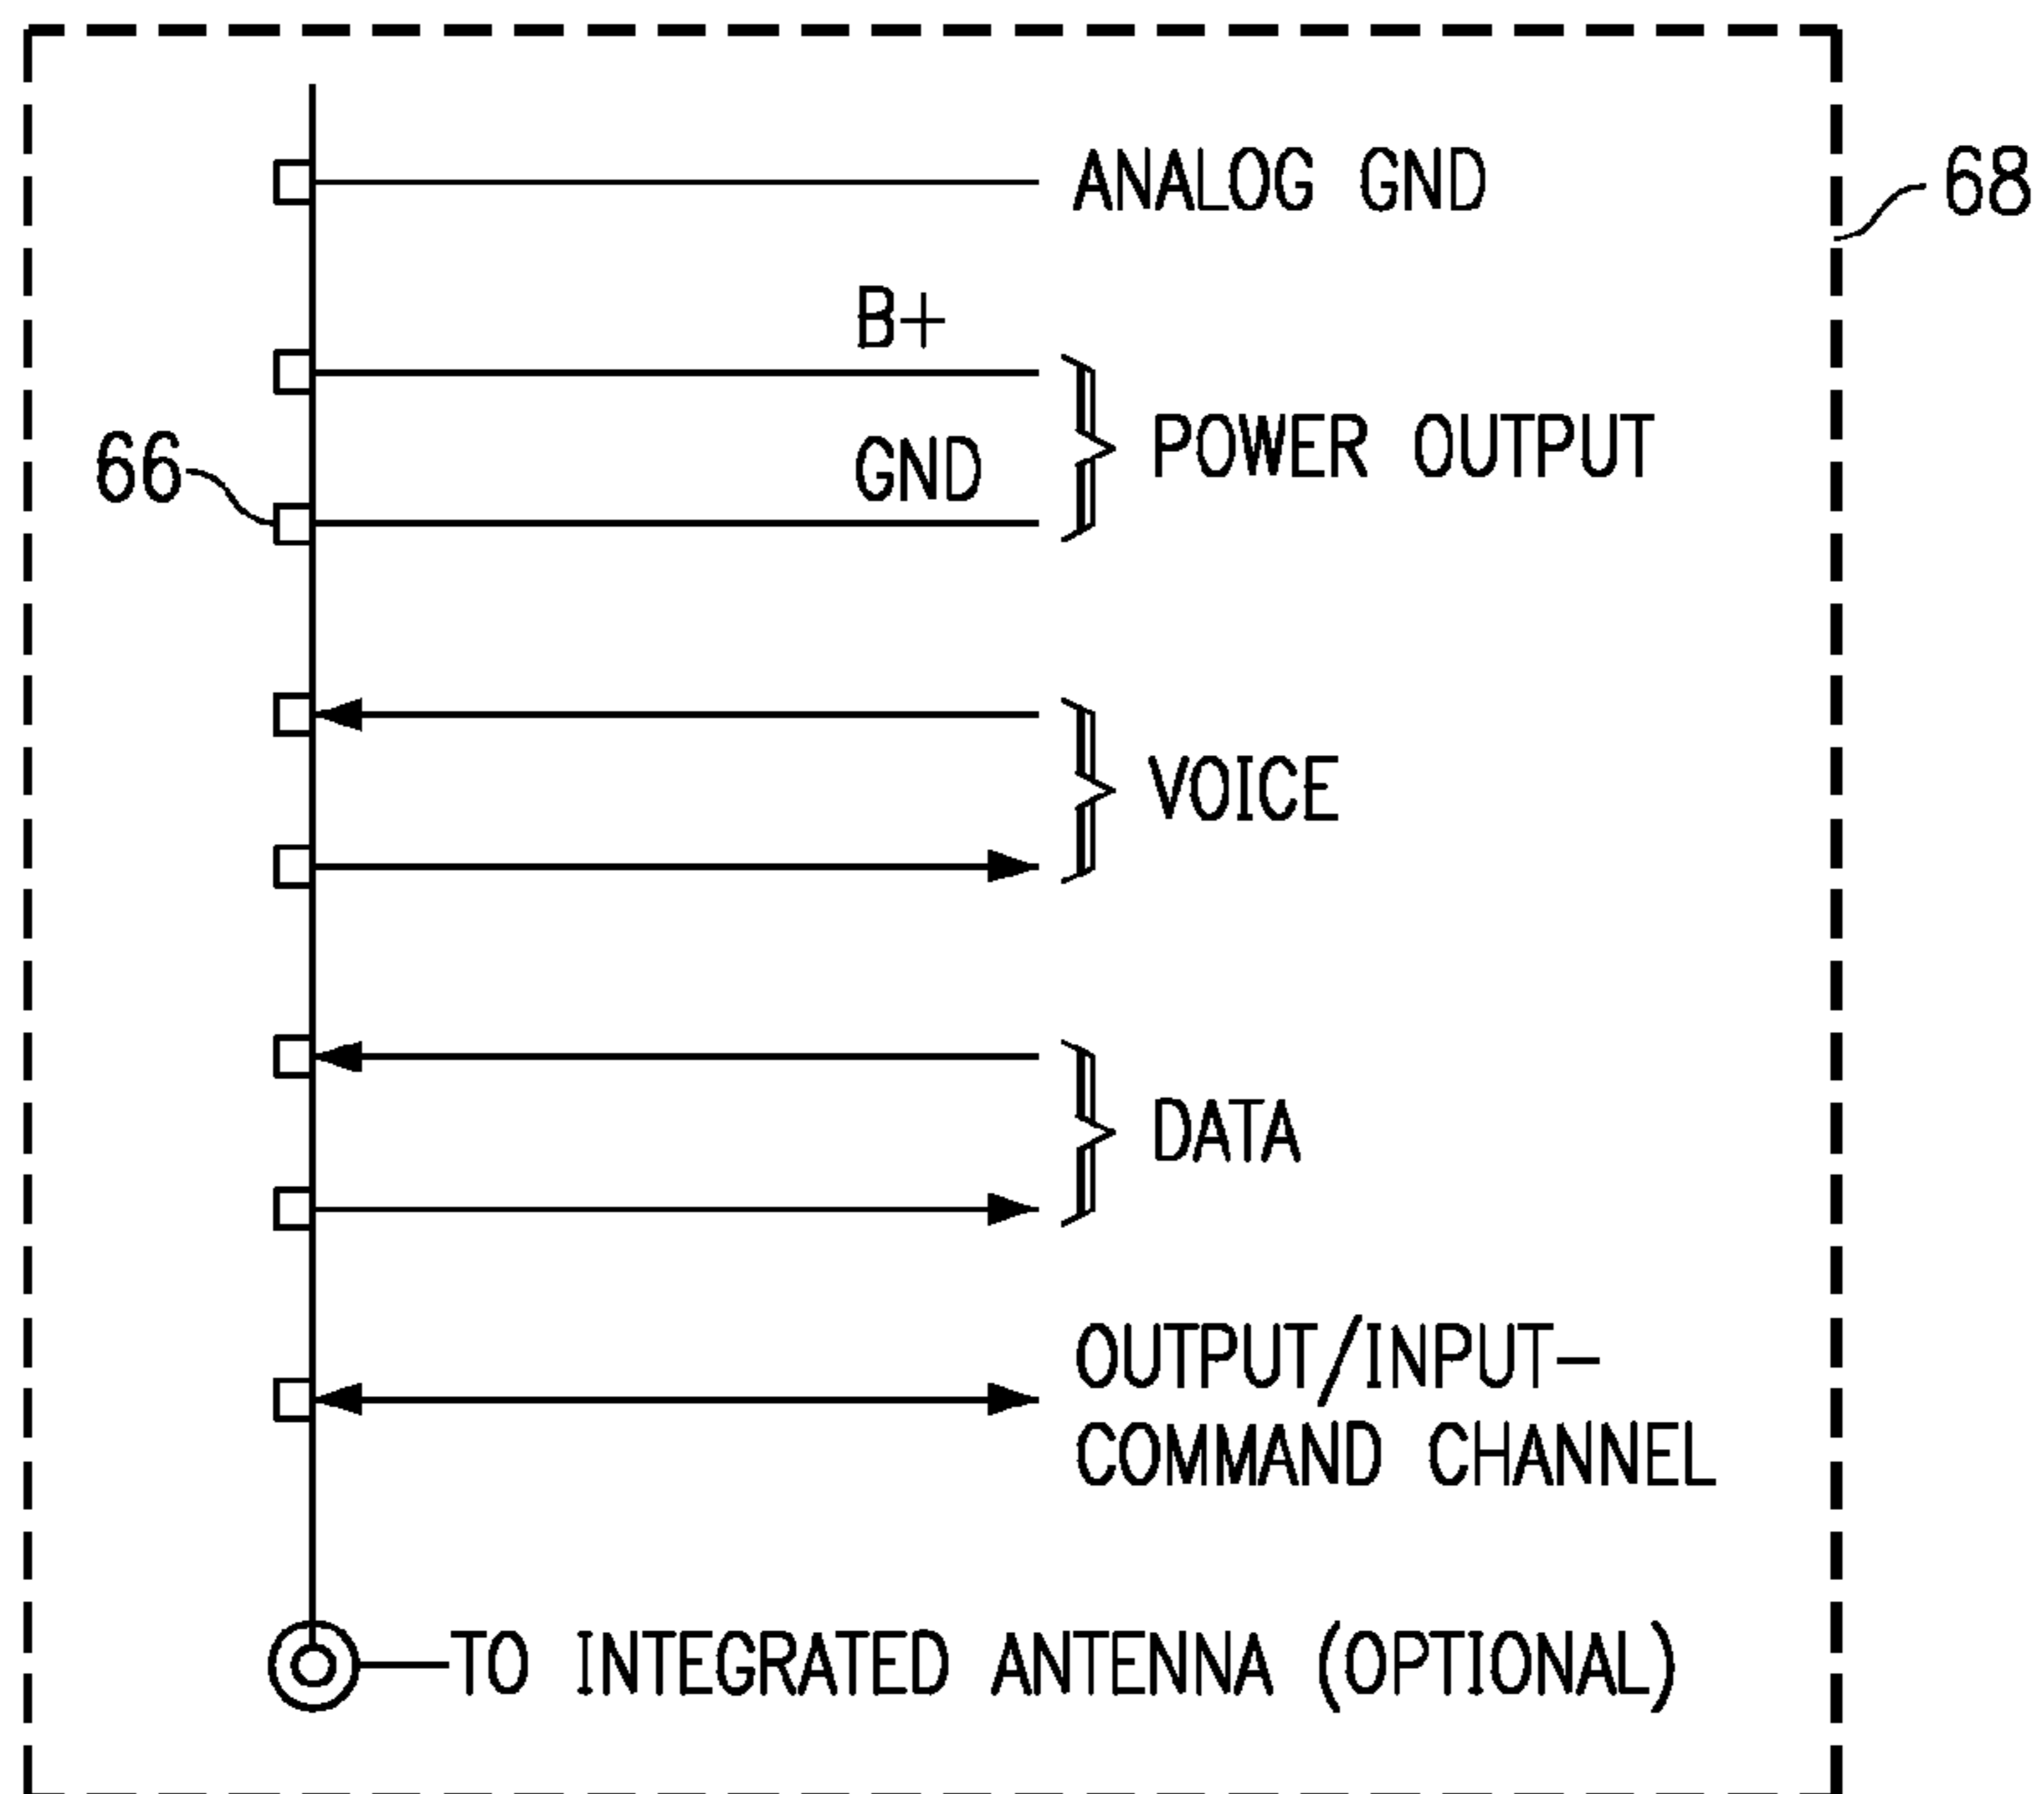 ANALOG GND
68
B+
POWER OUTPUT
GND
66
VOICE
DATA
OUTPUT/INPUT-
COMMAND CHANNEL
TO INTEGRATED ANTENNA (OPTIONAL)